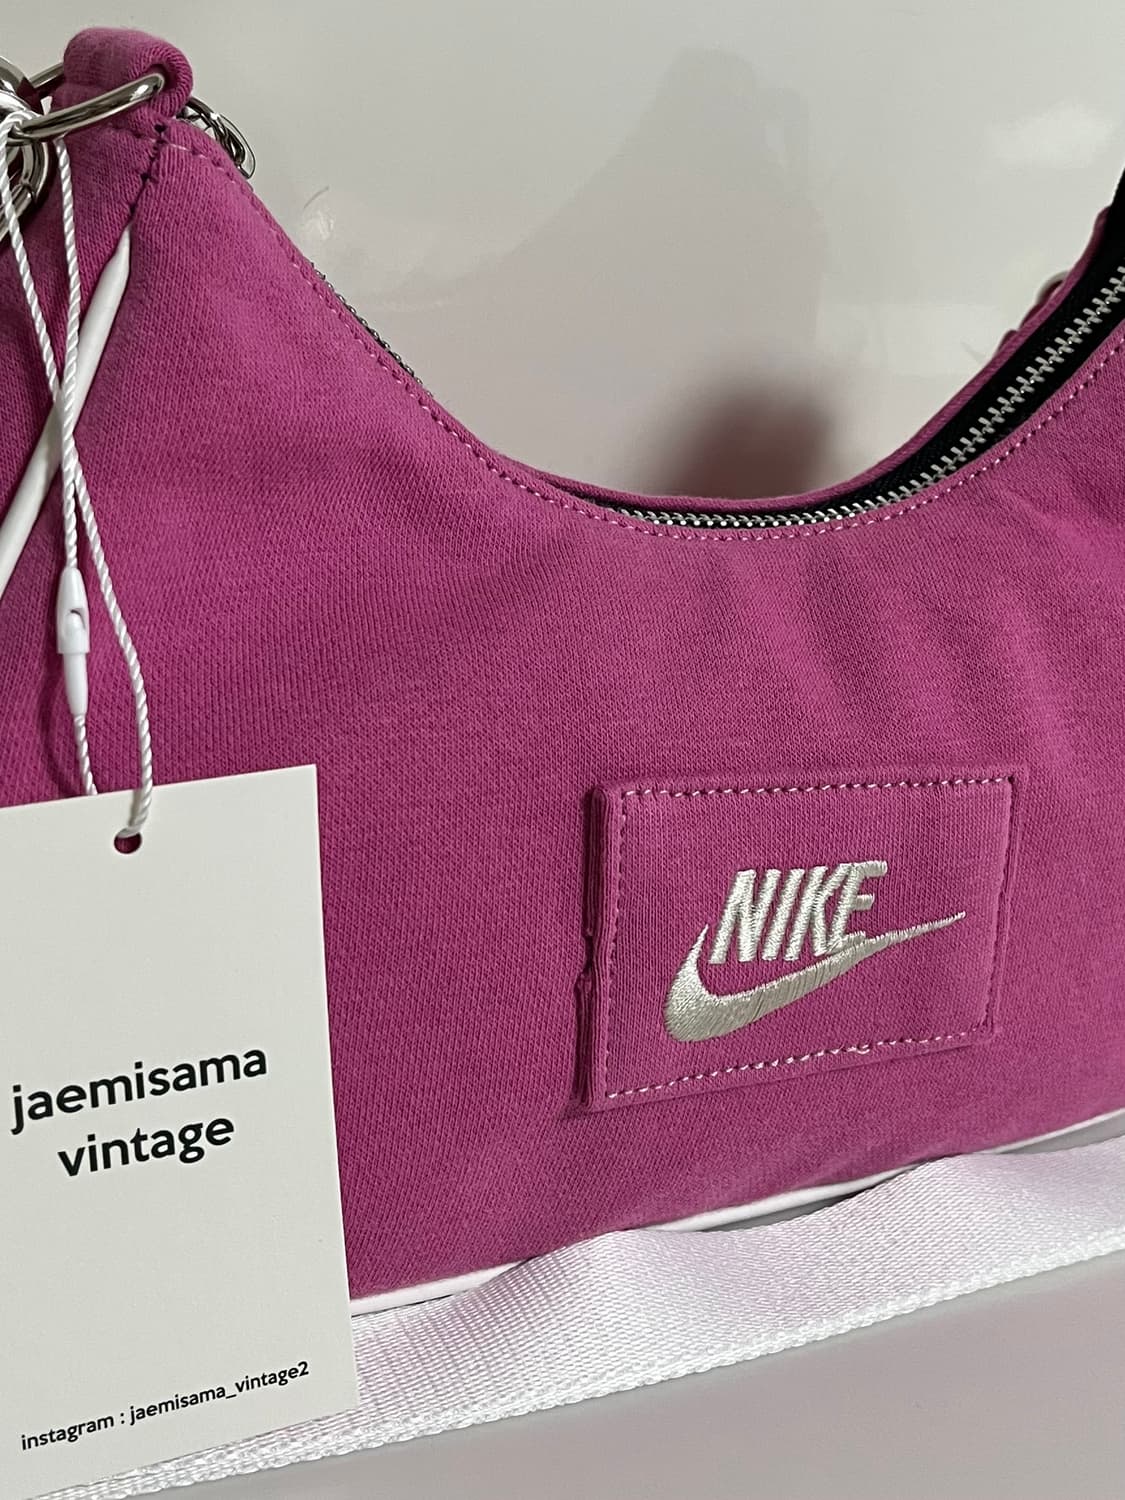 NIKE
jaemisama
vintage
instagram : jaemisama_vintage2